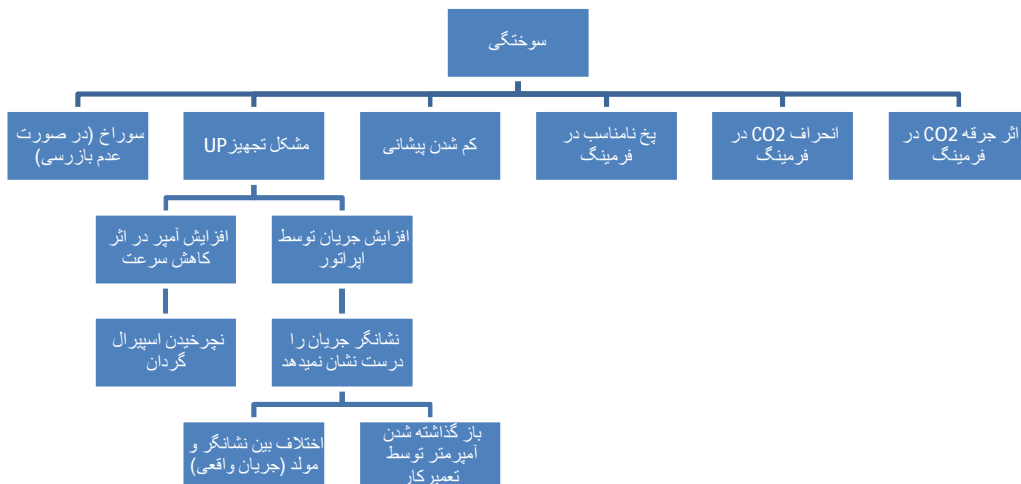 سوختگی
اثر جرقه CO2 در
فرمینگ
انحراف CO2 در
فرمینگ
پخ نامناسب در
فرمینگ
کم شدن پیشانی
مشکل تجهیز UP
سوراخ (در صورت
عدم بازرسی)
افزایش جریان توسط
اپراتور
افزایش آمپر در اثر
کاهش سرعت
نشانگر جریان را
درست نشان نمیدهد
نچرخیدن اسپیرال
گردان
باز گذاشته شدن
آمپرمتر توسط
تعمیرکار
اختلاف بین نشانگر و
مولد (جریان واقعی)